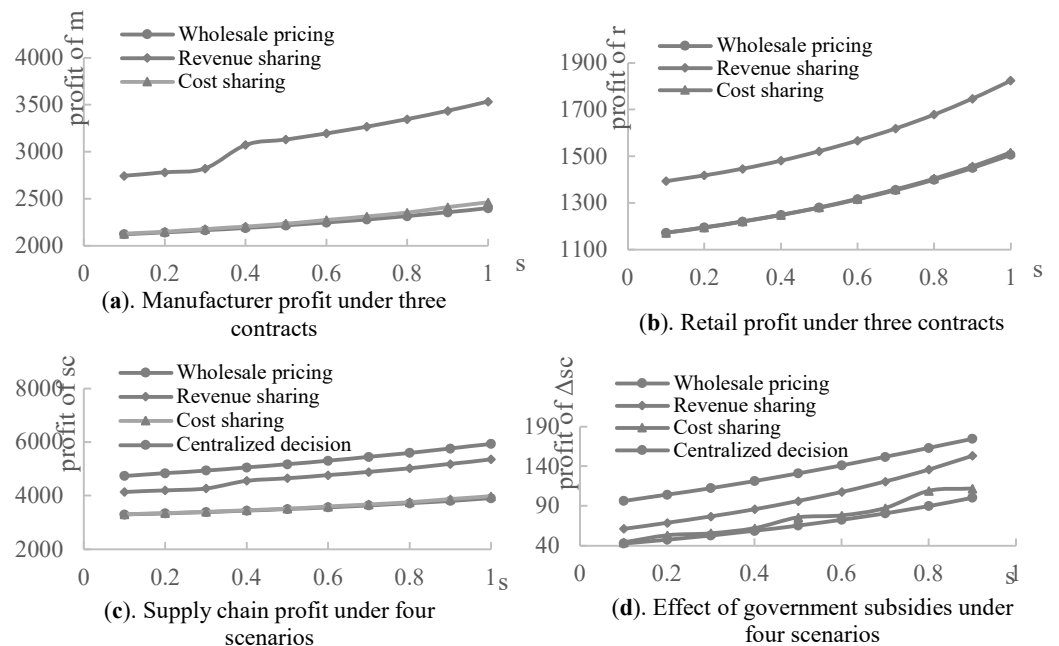 Wholesale pricing
Revenue sharing
Cost sharing
profit of m
4000
3500
3000
2500
2000
0 0.2 0.4 0.6 0.8 1 s
(a). Manufacturer profit under three
contracts
Wholesale pricing
Revenue sharing
Cost sharing
profit of r
1900
1700
1500
1300
1100
0 0.2 0.4 0.6 0.8 1 s
(b). Retail profit under three contracts
Wholesale pricing
Revenue sharing
Cost sharing
Centralized decision
profit of sc
8000
6000
4000
2000
0 0.2 0.4 0.6 0.8 1 s
(c). Supply chain profit under four
scenarios
Wholesale pricing
Revenue sharing
Cost sharing
Centralized decision
profit of Δsc
190
140
90
40
0 0.2 0.4 0.6 0.8 s 1
(d). Effect of government subsidies under
four scenarios